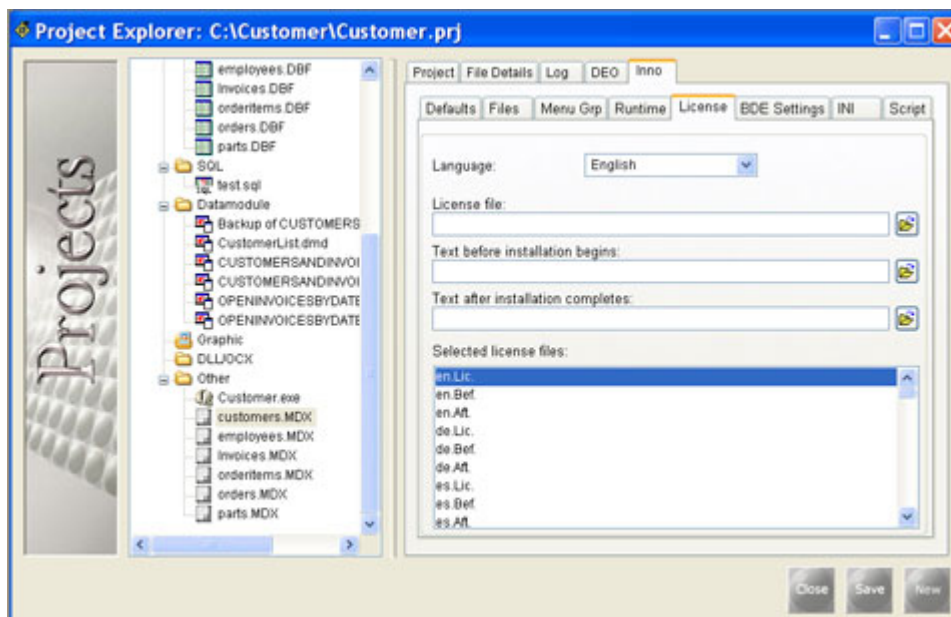 Project Explorer: C:\Customer\Customer.prj
Projects
employees.DBF
Invoices.DBF
orderitems.DBF
orders.DBF
parts.DBF
SQL
test.sql
Datamodule
Backup of CUSTOMERS
CustomerList.dmd
CUSTOMERSANDINVOI
CUSTOMERSANDINVOI
OPENINVOICESBYDATE
OPENINVOICESBYDATE
Graphic
DLL/OCX
Other
Customer.exe
customers.MDX
employees.MDX
Invoices.MDX
orderitems.MDX
orders.MDX
parts.MDX
Project File Details Log DEO Inno
Defaults Files Menu Grp Runtime License BDE Settings INI Script
Language: English
License file:
Text before installation begins:
Text after installation completes:
Selected license files:
en.Lic.
en.Bef.
en.Aft.
de.Lic.
de.Bef.
de.Aft.
es.Lic.
es.Bef.
es.Aft.
Close Save New